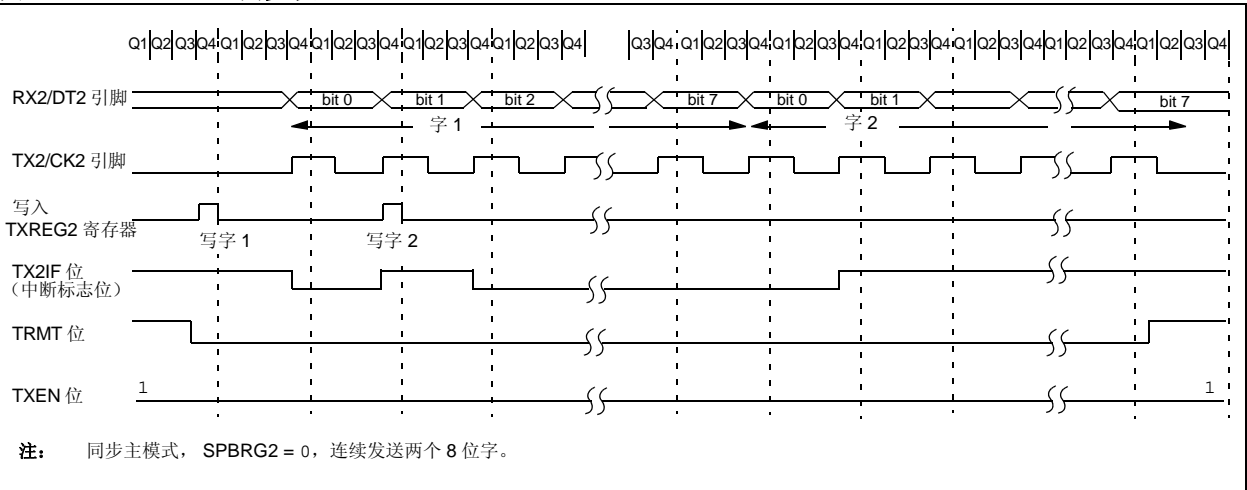 Q1 Q2 Q3 Q4 Q1 Q2 Q3 Q4 Q1 Q2 Q3 Q4 Q1 Q2 Q3 Q4 Q1 Q2 Q3 Q4 Q3 Q4 Q1 Q2 Q3 Q4 Q1 Q2 Q3 Q4 Q1 Q2 Q3 Q4 Q1 Q2 Q3 Q4 Q1 Q2 Q3 Q4 Q1 Q2 Q3 Q4
RX2/DT2 引脚 bit 0 bit 1 bit 2 bit 7 bit 0 bit 1 bit 7
字 1 字 2
TX2/CK2 引脚
写入
TXREG2 寄存器
写字 1 写字 2
TX2IF 位
（中断标志位）
TRMT 位
TXEN 位 1 1
注： 同步主模式， SPBRG2 = 0，连续发送两个 8 位字。